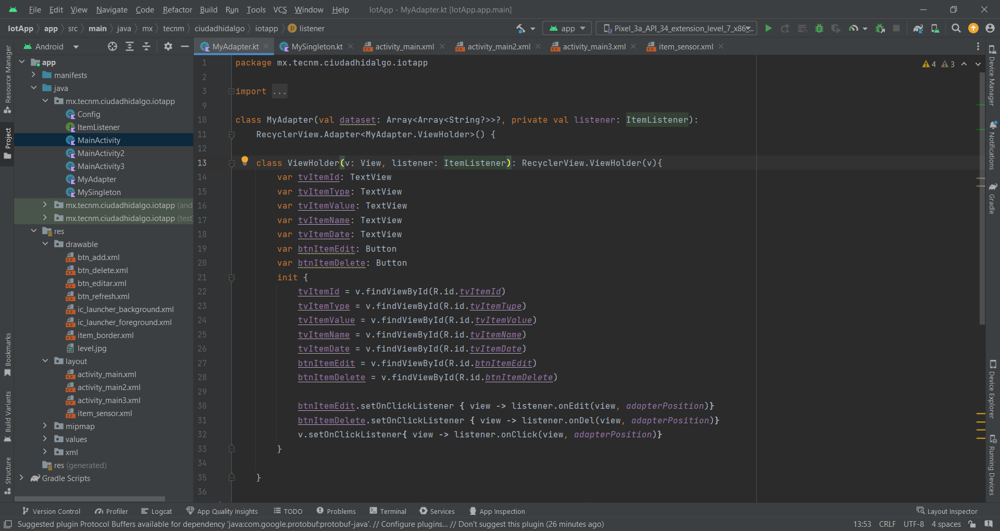 File Edit View Navigate Code Refactor Build Run Tools VCS Window Help IotApp - MyAdapter.kt [IotApp.app.main]
IotApp app src main java mx tecnm ciudadhidalgo iotapp listener app Pixel_3a_API_34_extension_level_7_x86...
Android
MyAdapter.kt MySingleton.kt activity_main.xml activity_main2.xml activity_main3.xml item_sensor.xml
Resource Manager
Project
Bookmarks
Build Variants
Structure
app
manifests
java
mx.tecnm.ciudadhidalgo.iotapp
Config
ItemListener
MainActivity
MainActivity2
MainActivity3
MyAdapter
MySingleton
mx.tecnm.ciudadhidalgo.iotapp (and
mx.tecnm.ciudadhidalgo.iotapp (test
res
drawable
btn_add.xml
btn_delete.xml
btn_editar.xml
btn_refresh.xml
ic_launcher_background.xml
ic_launcher_foreground.xml
item_border.xml
level.jpg
layout
activity_main.xml
activity_main2.xml
activity_main3.xml
item_sensor.xml
mipmap
values
xml
res (generated)
Gradle Scripts
4 3
1 package mx.tecnm.ciudadhidalgo.iotapp
2
3 import ...
9
10 class MyAdapter(val dataset: Array<Array<String?>>?, private val listener: ItemListener):
11 RecyclerView.Adapter<MyAdapter.ViewHolder>() {
12
13 class ViewHolder(v: View, listener: ItemListener): RecyclerView.ViewHolder(v){
14 var tvItemId: TextView
15 var tvItemType: TextView
16 var tvItemValue: TextView
17 var tvItemName: TextView
18 var tvItemDate: TextView
19 var btnItemEdit: Button
20 var btnItemDelete: Button
21 init {
22 tvItemId = v.findViewById(R.id.tvItemId)
23 tvItemType = v.findViewById(R.id.tvItemType)
24 tvItemValue = v.findViewById(R.id.tvItemValue)
25 tvItemName = v.findViewById(R.id.tvItemName)
26 tvItemDate = v.findViewById(R.id.tvItemDate)
27 btnItemEdit = v.findViewById(R.id.btnItemEdit)
28 btnItemDelete = v.findViewById(R.id.btnItemDelete)
29
30 btnItemEdit.setOnClickListener { view -> listener.onEdit(view, adapterPosition)}
31 btnItemDelete.setOnClickListener { view -> listener.onDel(view, adapterPosition)}
32 v.setOnClickListener{ view -> listener.onClick(view, adapterPosition)}
33 }
34
35 }
36
Device Manager
Notifications
Gradle
Device Explorer
Running Devices
Version Control Profiler Logcat App Quality Insights TODO Problems Terminal Services App Inspection Layout Inspector
Suggested plugin Protocol Buffers available for dependency 'java:com.google.protobuf:protobuf-java'. // Configure plugins... // Don't suggest this plugin (26 minutes ago) 13:53 CRLF UTF-8 4 spaces